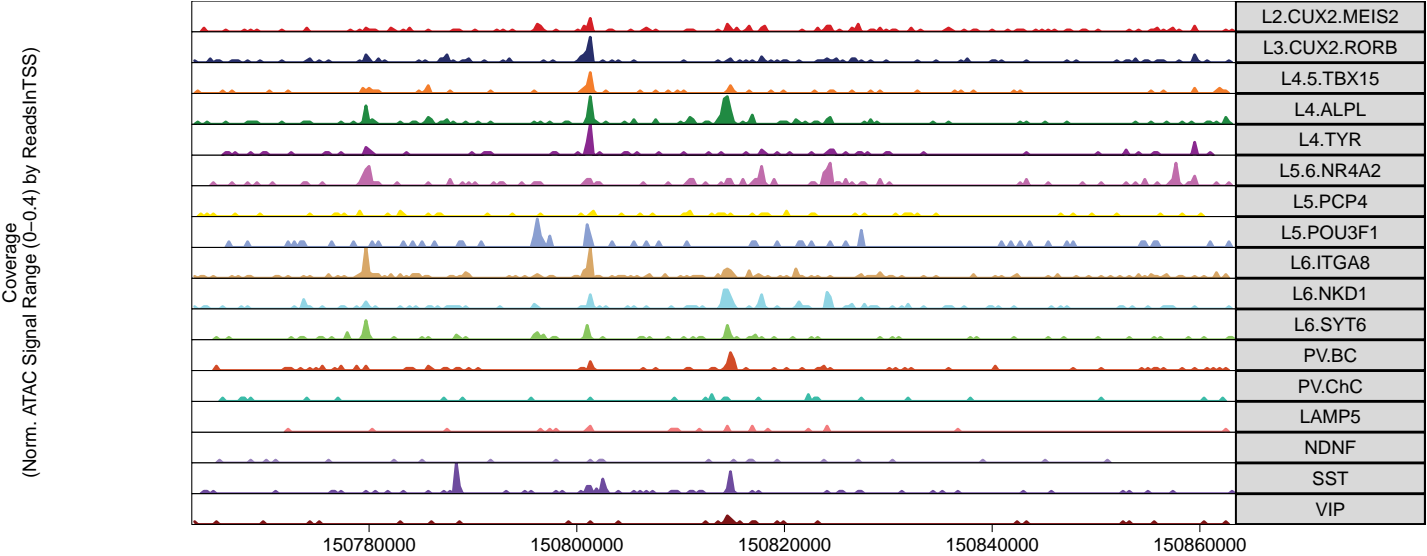 Coverage
(Norm. ATAC Signal Range (0–0.4) by ReadsInTSS)
L2.CUX2.MEIS2
L3.CUX2.RORB
L4.5.TBX15
L4.ALPL
L4.TYR
L5.6.NR4A2
L5.PCP4
L5.POU3F1
L6.ITGA8
L6.NKD1
L6.SYT6
PV.BC
PV.ChC
LAMP5
NDNF
SST
VIP
150780000 150800000 150820000 150840000 150860000